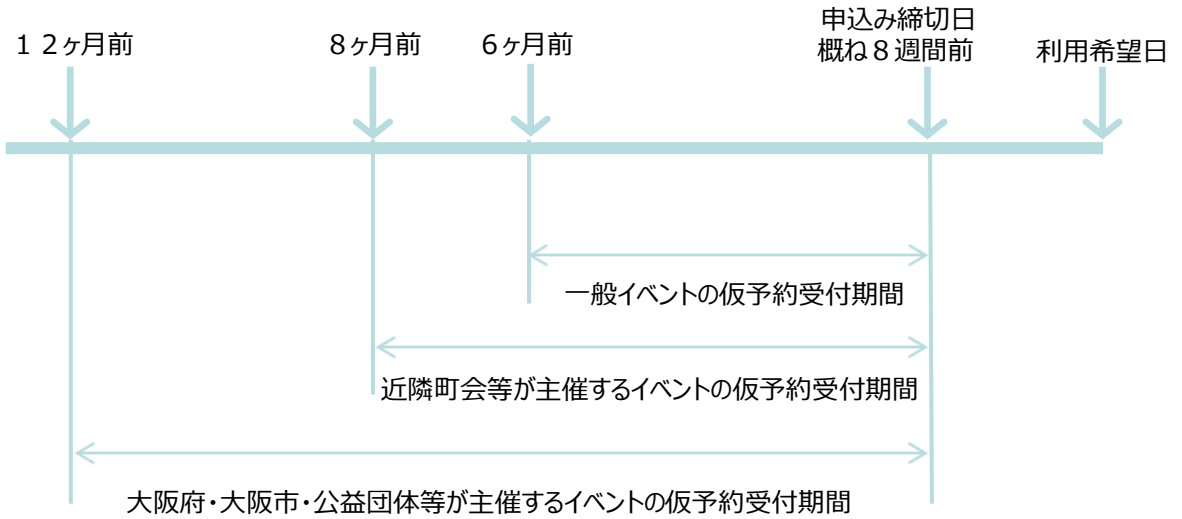 １２ヶ月前
８ヶ月前
６ヶ月前
申込み締切日
概ね８週間前
利用希望日
一般イベントの仮予約受付期間
近隣町会等が主催するイベントの仮予約受付期間
大阪府・大阪市・公益団体等が主催するイベントの仮予約受付期間